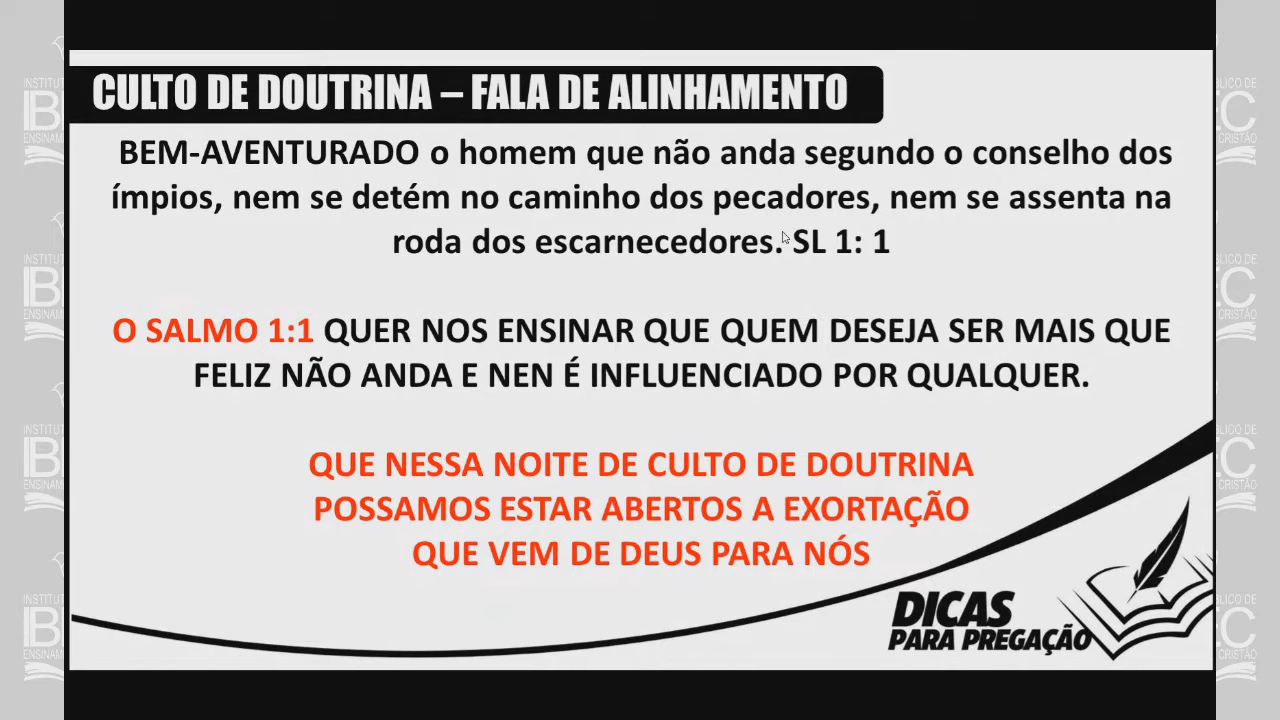 CULTO DE DOUTRINA – FALA DE ALINHAMENTO
BEM-AVENTURADO o homem que não anda segundo o conselho dos
ímpios, nem se detém no caminho dos pecadores, nem se assenta na
roda dos escarnecedores. SL 1: 1
O SALMO 1:1 QUER NOS ENSINAR QUE QUEM DESEJA SER MAIS QUE
FELIZ NÃO ANDA E NEN É INFLUENCIADO POR QUALQUER.
QUE NESSA NOITE DE CULTO DE DOUTRINA
POSSAMOS ESTAR ABERTOS A EXORTAÇÃO
QUE VEM DE DEUS PARA NÓS
DICAS
PARA PREGAÇÃO